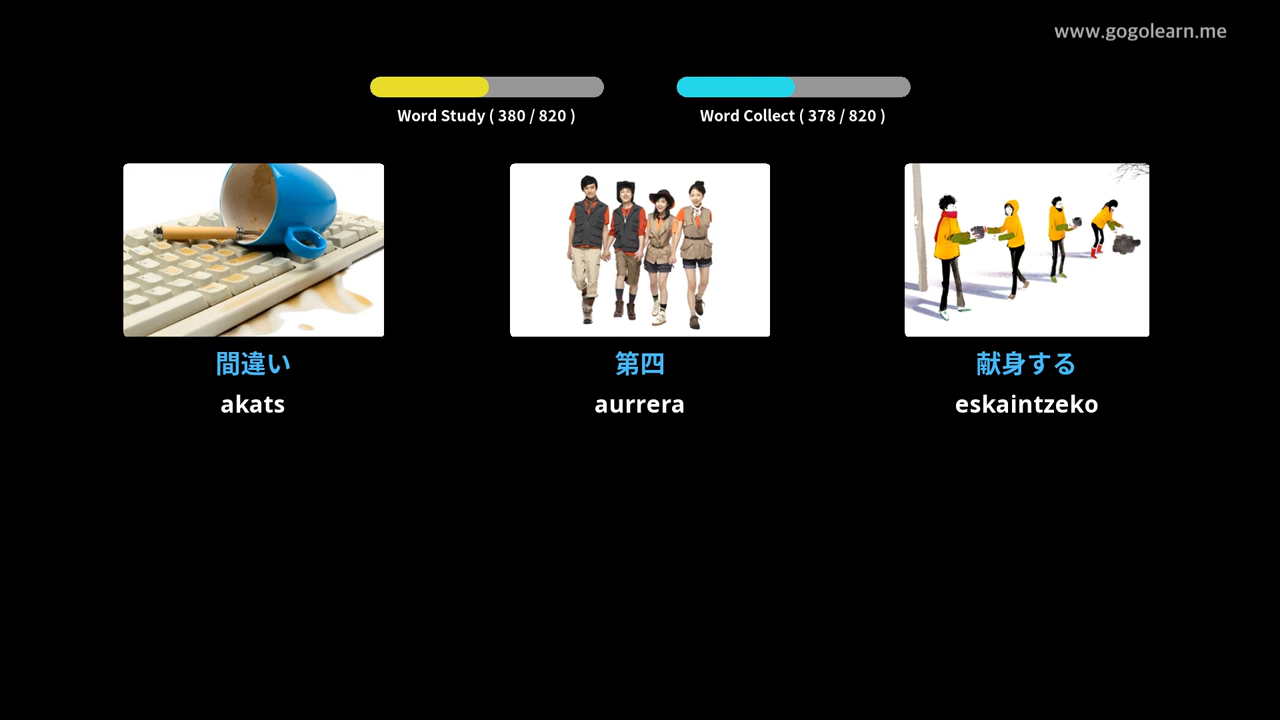 www.gogolearn.me
Word Study ( 380 / 820 )
Word Collect ( 378 / 820 )
間違い
akats
第四
aurrera
献身する
eskaintzeko